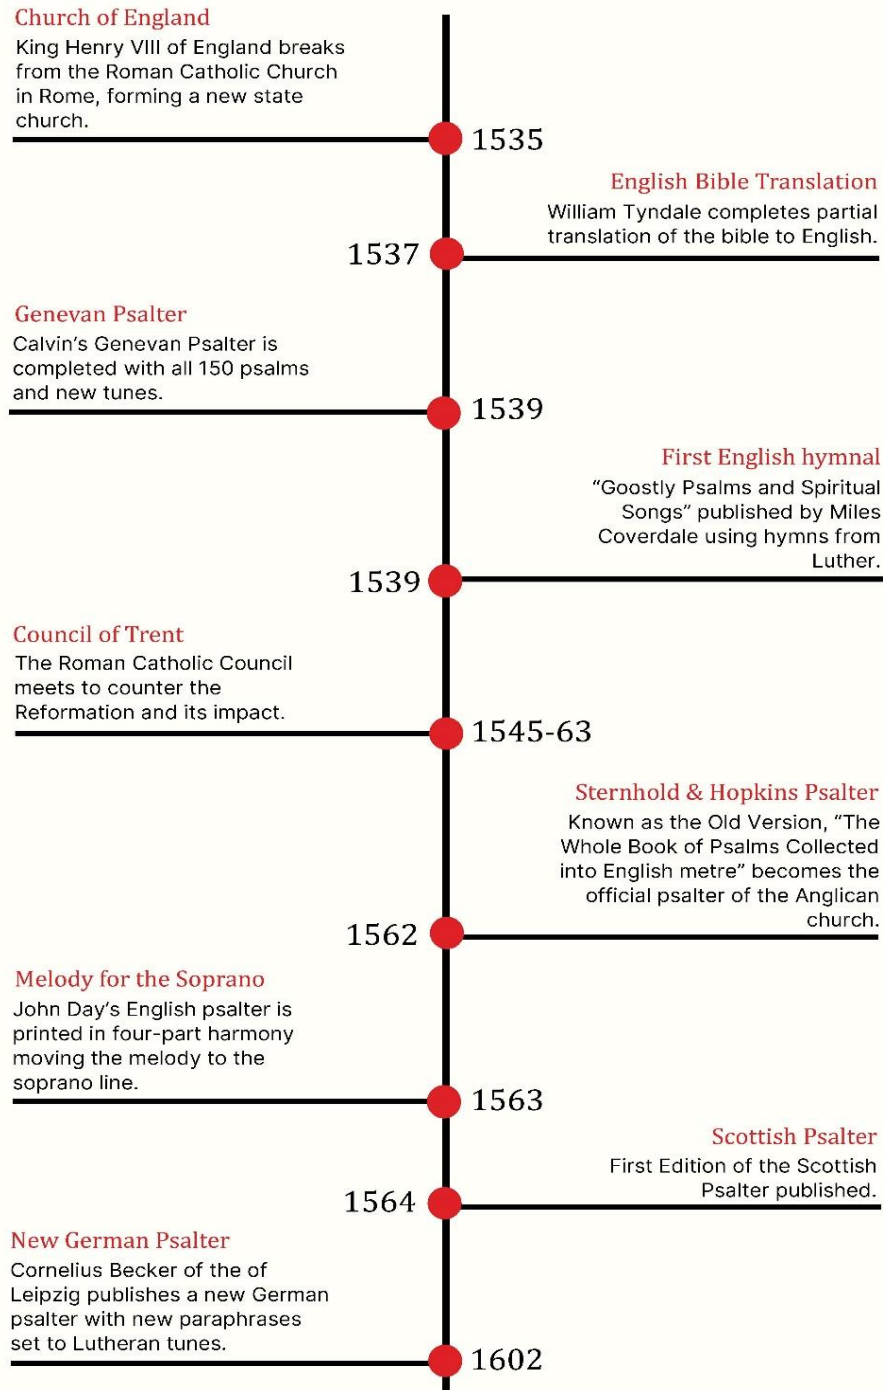 Church of England
King Henry VIII of England breaks
from the Roman Catholic Church
in Rome, forming a new state
church.
1535
English Bible Translation
William Tyndale completes partial
translation of the bible to English.
1537
Genevan Psalter
Calvin's Genevan Psalter is
completed with all 150 psalms
and new tunes.
1539
First English hymnal
“Goostly Psalms and Spiritual
Songs” published by Miles
Coverdale using hymns from
Luther.
1539
Council of Trent
The Roman Catholic Council
meets to counter the
Reformation and its impact.
1545-63
Sternhold & Hopkins Psalter
Known as the Old Version, “The
Whole Book of Psalms Collected
into English metre” becomes the
official psalter of the Anglican
church.
1562
Melody for the Soprano
John Day's English psalter is
printed in four-part harmony
moving the melody to the
soprano line.
1563
Scottish Psalter
First Edition of the Scottish
Psalter published.
1564
New German Psalter
Cornelius Becker of the of
Leipzig publishes a new German
psalter with new paraphrases
set to Lutheran tunes.
1602